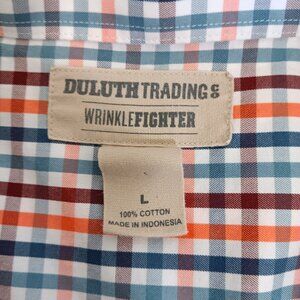 DULUTH TRADING CO
WRINKLEFIGHTER
L
100% COTTON
MADE IN INDONESIA